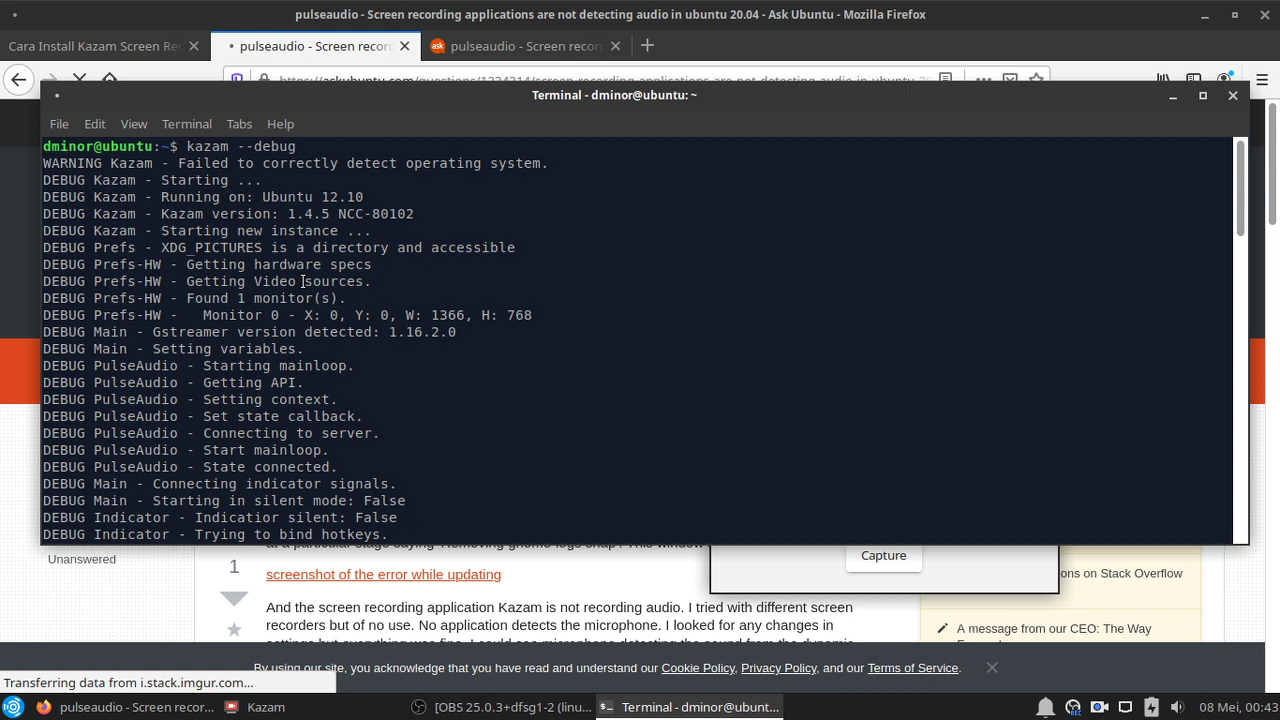 pulseaudio - Screen recording applications are not detecting audio in ubuntu 20.04 - Ask Ubuntu - Mozilla Firefox
Cara Install Kazam Screen Re
pulseaudio - Screen recor
pulseaudio - Screen recor
Terminal - dminor@ubuntu: ~
File Edit View Terminal Tabs Help
dminor@ubuntu:~$ kazam --debug
WARNING Kazam - Failed to correctly detect operating system.
DEBUG Kazam - Starting ...
DEBUG Kazam - Running on: Ubuntu 12.10
DEBUG Kazam - Kazam version: 1.4.5 NCC-80102
DEBUG Kazam - Starting new instance ...
DEBUG Prefs - XDG_PICTURES is a directory and accessible
DEBUG Prefs-HW - Getting hardware specs
DEBUG Prefs-HW - Getting Video sources.
DEBUG Prefs-HW - Found 1 monitor(s).
DEBUG Prefs-HW -   Monitor 0 - X: 0, Y: 0, W: 1366, H: 768
DEBUG Main - Gstreamer version detected: 1.16.2.0
DEBUG Main - Setting variables.
DEBUG PulseAudio - Starting mainloop.
DEBUG PulseAudio - Getting API.
DEBUG PulseAudio - Setting context.
DEBUG PulseAudio - Set state callback.
DEBUG PulseAudio - Connecting to server.
DEBUG PulseAudio - Start mainloop.
DEBUG PulseAudio - State connected.
DEBUG Main - Connecting indicator signals.
DEBUG Main - Starting in silent mode: False
DEBUG Indicator - Indicatior silent: False
DEBUG Indicator - Trying to bind hotkeys.
Unanswered
1
Capture
screenshot of the error while updating
ons on Stack Overflow
And the screen recording application Kazam is not recording audio. I tried with different screen
recorders but of no use. No application detects the microphone. I looked for any changes in
A message from our CEO: The Way
By using our site, you acknowledge that you have read and understand our Cookie Policy, Privacy Policy, and our Terms of Service.
Transferring data from i.stack.imgur.com...
pulseaudio - Screen recor...
Kazam
[OBS 25.0.3+dfsg1-2 (linu...
Terminal - dminor@ubunt...
08 Mei, 00:43